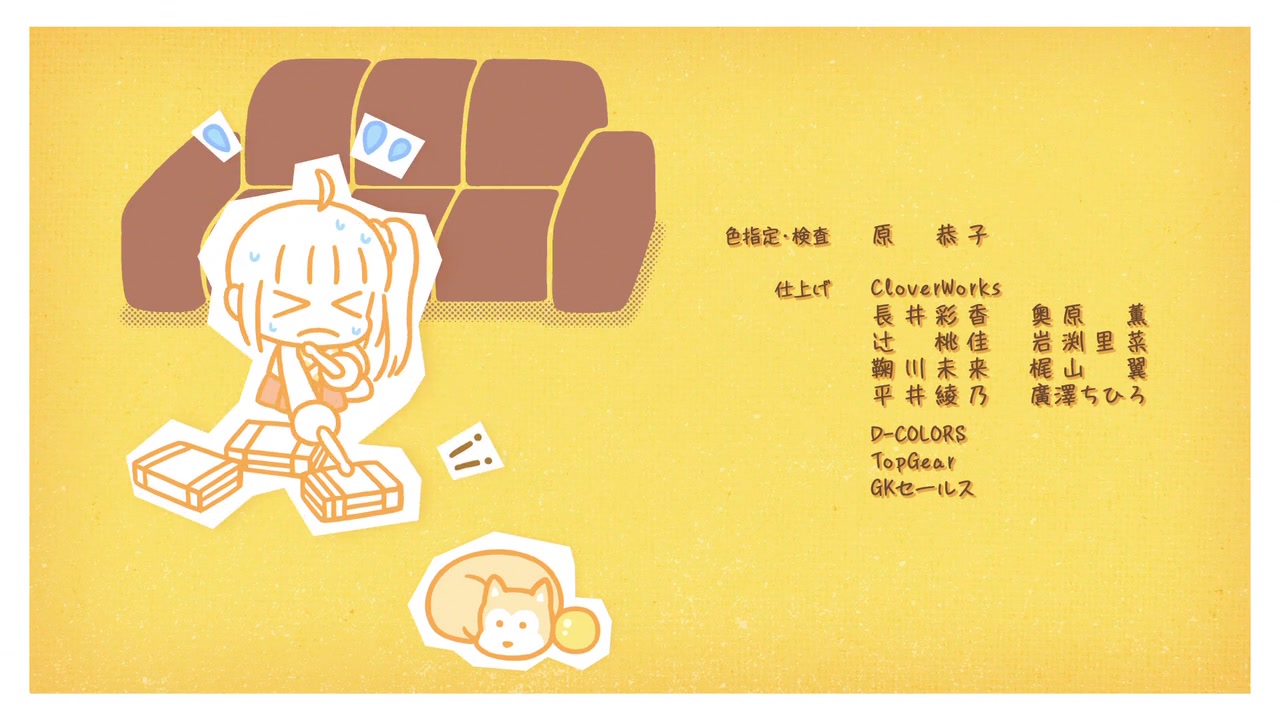 色指定・検査 原 恭子
仕上げ CloverWorks
長井彩香 奥原 薫
辻 桃佳 岩渕里菜
鞠川未来 梶山 翼
平井綾乃 廣澤ちひろ
D-COLORS
TopGear
GKセールス
!!